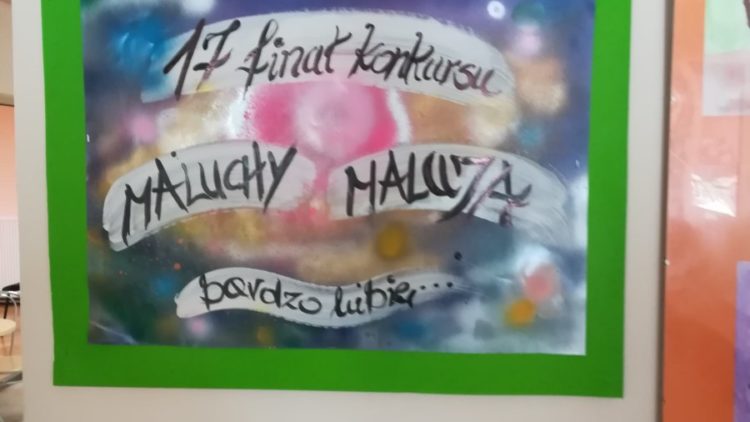 17 finał konkursu
MALUCHY MALUJĄ
bardzo lubię...